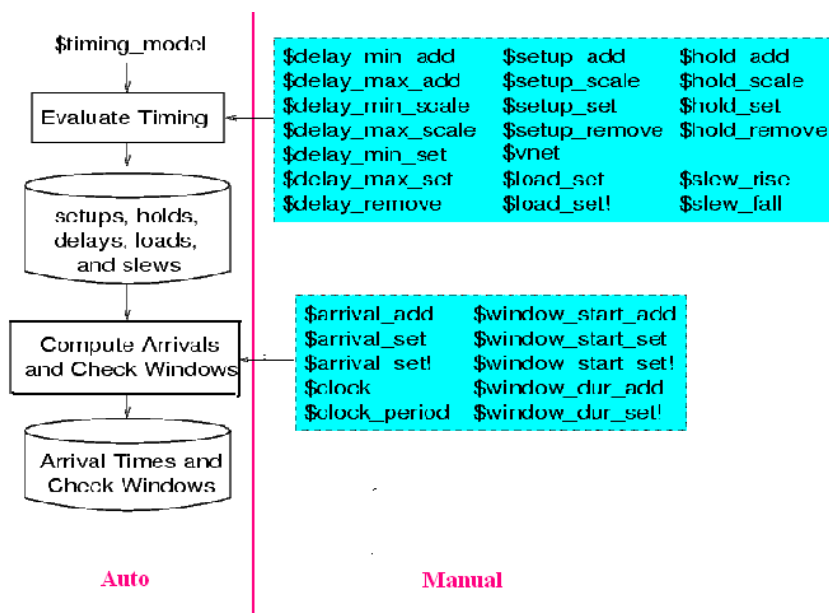 $timing_model
Evaluate Timing
setups, holds,
delays, loads,
and slews
Compute Arrivals
and Check Windows
Arrival Times and
Check Windows
Auto
$delay_min_add $setup_add $hold_add
$delay_max_add $setup_scale $hold_scale
$delay_min_scale $setup_set $hold_set
$delay_max_scale $setup_remove $hold_remove
$delay_min_set $vnet
$delay_max_set $load_set $slew_rise
$delay_remove $load_set! $slew_fall
$arrival_add $window_start_add
$arrival_set $window_start_set
$arrival_set! $window_start_set!
$clock $window_dur_add
$clock_period $window_dur_set!
Manual